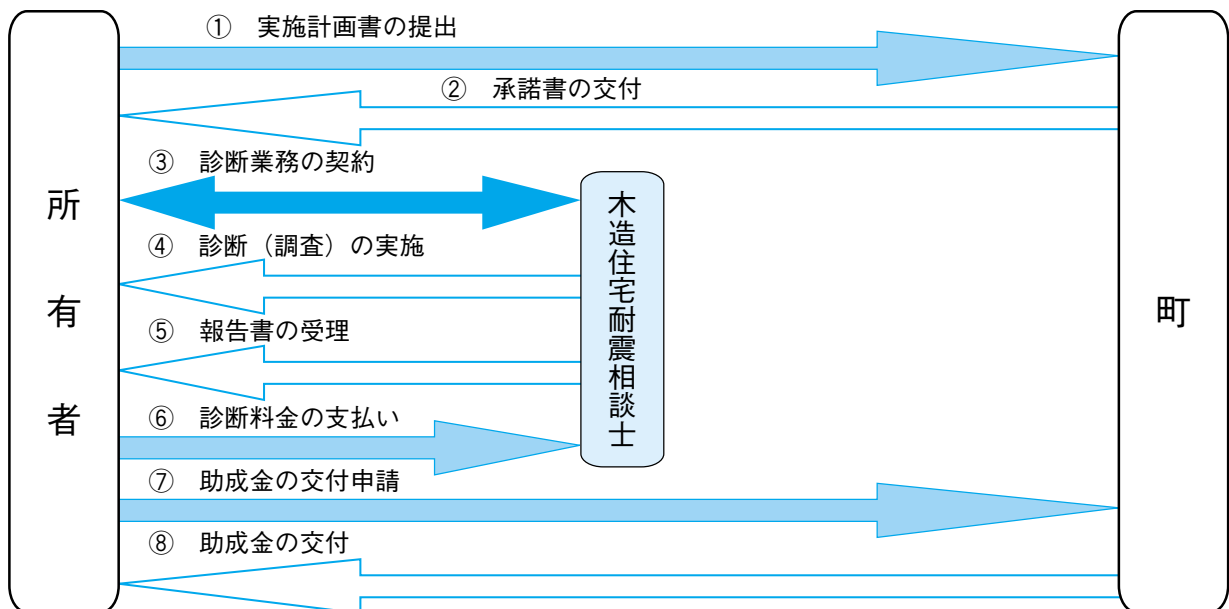 ① 実施計画書の提出
② 承諾書の交付
③ 診断業務の契約
④ 診断（調査）の実施
⑤ 報告書の受理
⑥ 診断料金の支払い
⑦ 助成金の交付申請
⑧ 助成金の交付
所有者
木造住宅耐震相談士
町